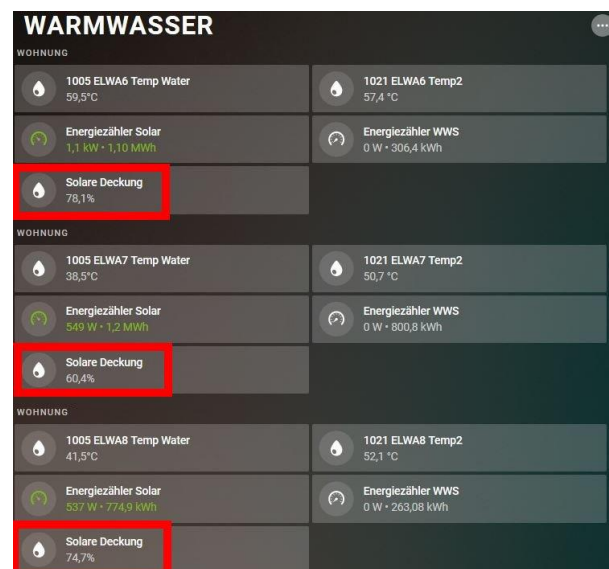 WARMWASSER
WOHNUNG
1005 ELWA6 Temp Water
59,5°C
1021 ELWA6 Temp2
57,4 °C
Energiezähler Solar
1,1 kW • 1,10 MWh
Energiezähler WWS
0 W • 306,4 kWh
Solare Deckung
78,1%
WOHNUNG
1005 ELWA7 Temp Water
38,5°C
1021 ELWA7 Temp2
50,7 °C
Energiezähler Solar
549 W • 1,2 MWh
Energiezähler WWS
0 W • 800,8 kWh
Solare Deckung
60,4%
WOHNUNG
1005 ELWA8 Temp Water
41,5°C
1021 ELWA8 Temp2
52,1 °C
Energiezähler Solar
537 W • 774,9 kWh
Energiezähler WWS
0 W • 263,08 kWh
Solare Deckung
74,7%